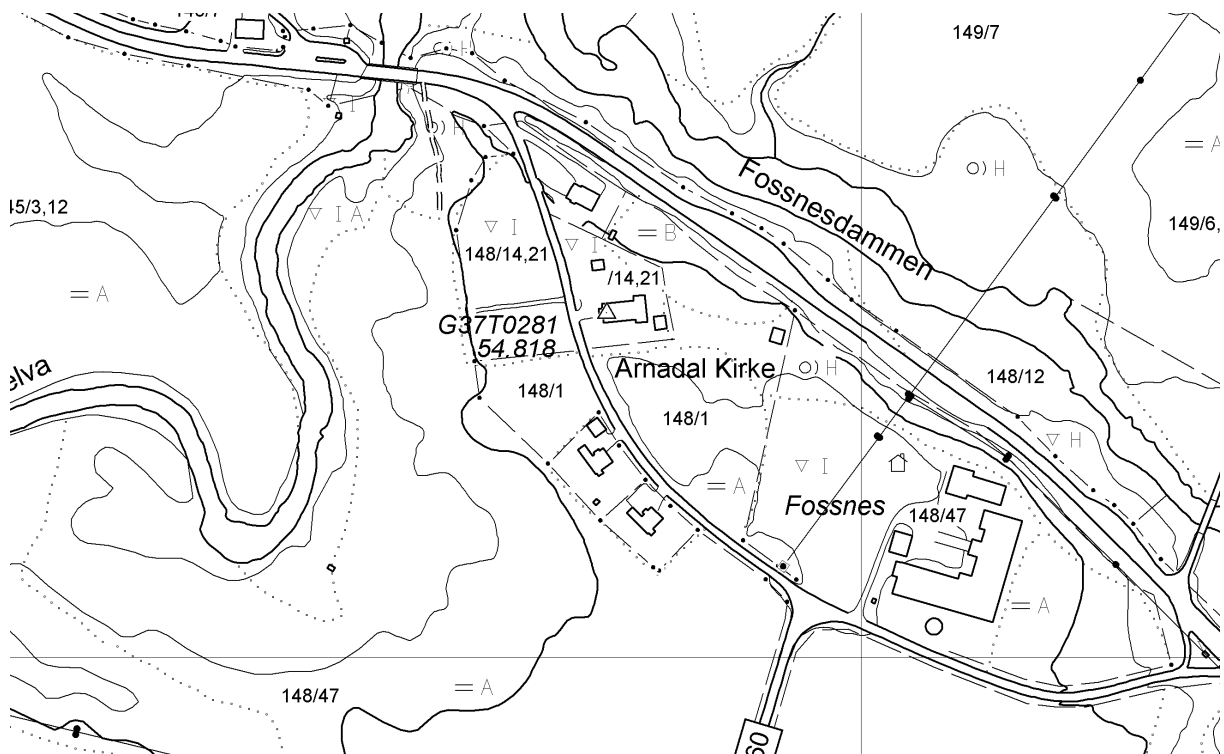 149/7
H
H
I
A
H
Fossnesdammen
149/6,
45/3,12
I A
I
148/14,21
I
B
/14,21
A
G37T0281
54.818
elva
Arnadal Kirke
H
148/12
148/1
148/1
H
I
A
Fossnes
148/47
A
148/47
A
60